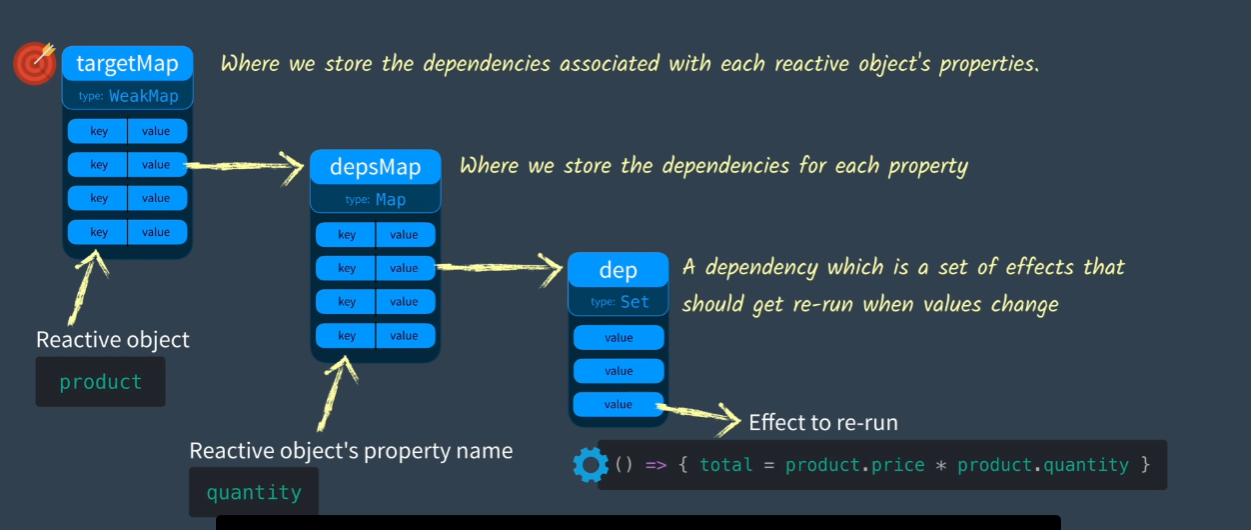 targetMap
Where we store the dependencies associated with each reactive object's properties.
type: WeakMap
key value
key value
key value
key value
depsMap
Where we store the dependencies for each property
type: Map
key value
key value
key value
key value
dep
A dependency which is a set of effects that
should get re-run when values change
type: Set
value
value
value
Reactive object
product
Reactive object's property name
quantity
Effect to re-run
() => { total = product.price * product.quantity }